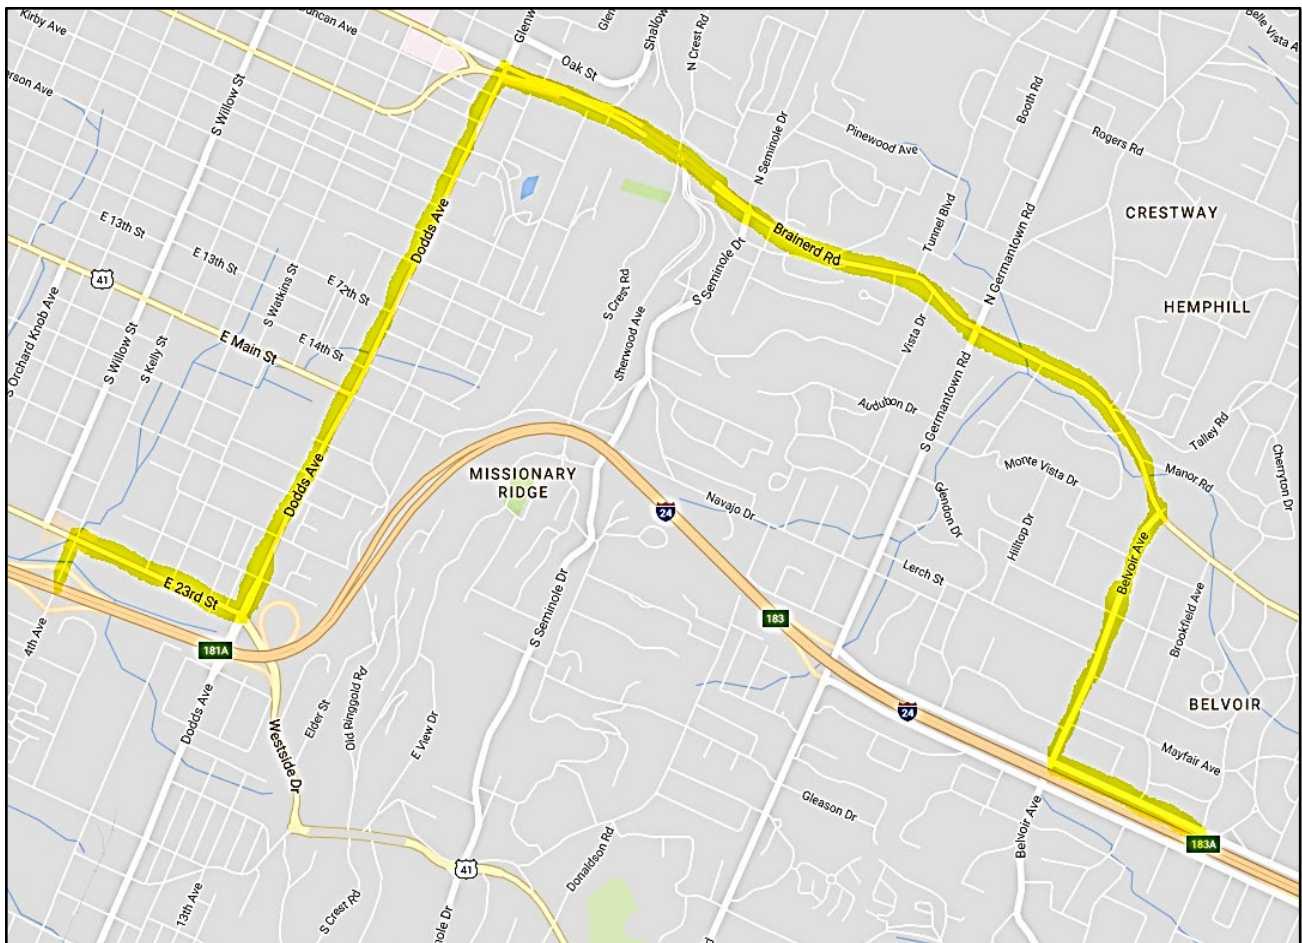 Kirby Ave
uncan Ave
Glenw
Glen
Shallow
N Crest Rd
Belle Vista A
Oak St
erson Ave
S Willow St
Booth Rd
Rogers Rd
Pinewood Ave
N Seminole Dr
E 13th St
E 13th St
Dodds Ave
Tunnel Blvd
CRESTWAY
Brainerd Rd
41
S Watkins St
E 72th St
S Crest Rd
S Seminole Dr
N Germantown Rd
HEMPHILL
S Orchard Knob Ave
S Willow St
S Kelly St
E Main St
E 14th St
Sherwood Ave
Vista Dr
S Germantown Rd
Audubon Dr
Talley Rd
Dodds Ave
MISSIONARY
RIDGE
24
Navajo Dr
Monte Vista Dr
Manor Rd
Cherryton Dr
Glendon Dr
Hilltop Dr
Belvoir Ave
Lerch St
E 23rd St
4th Ave
S Seminole Dr
183
Brookfield Ave
181A
Dodds Ave
Elder St
Old Ringgold Rd
E View Dr
24
BELVOIR
Westside Dr
Mayfair Ave
Gleason Dr
Belvoir Ave
183A
41
Donaldson Rd
13th Ave
S Crest Rd
nole Dr
rd